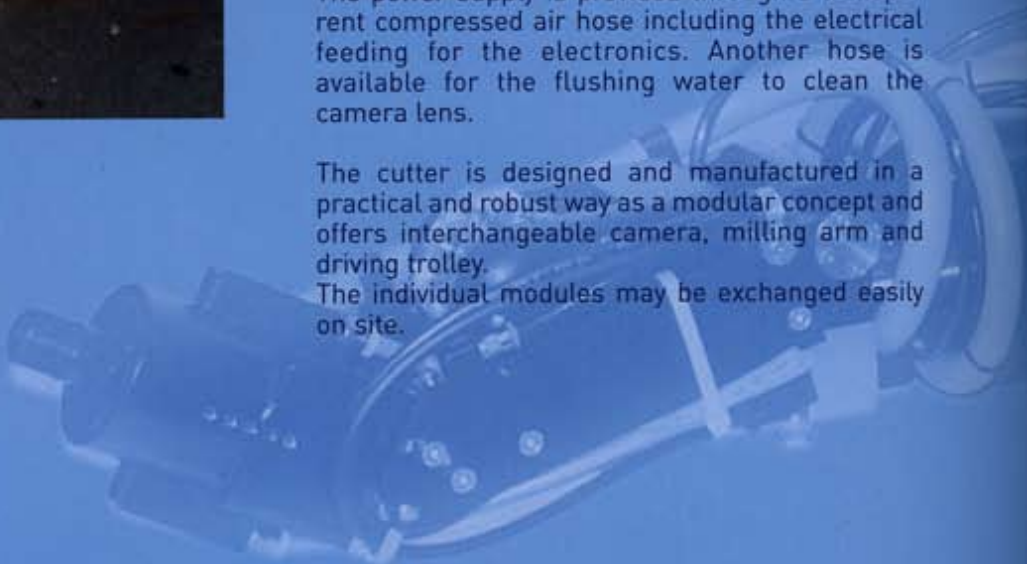 rent compressed air hose including the electrical
feeding for the electronics. Another hose is
available for the flushing water to clean the
camera lens.
The cutter is designed and manufactured in a
practical and robust way as a modular concept and
offers interchangeable camera, milling arm and
driving trolley.
The individual modules may be exchanged easily
on site.